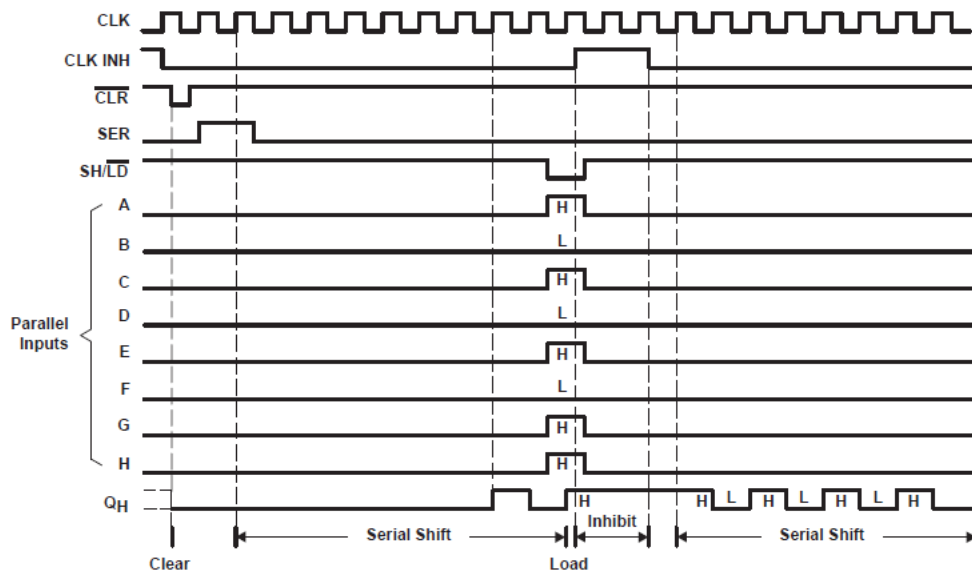 CLK
CLK INH
CLR
SER
SH/LD
A
H
B
L
C
H
D
L
E
H
F
L
G
H
H
H
Parallel
Inputs
QH
H
H
L
H
L
H
L
H
Inhibit
Serial Shift
Serial Shift
Clear
Load